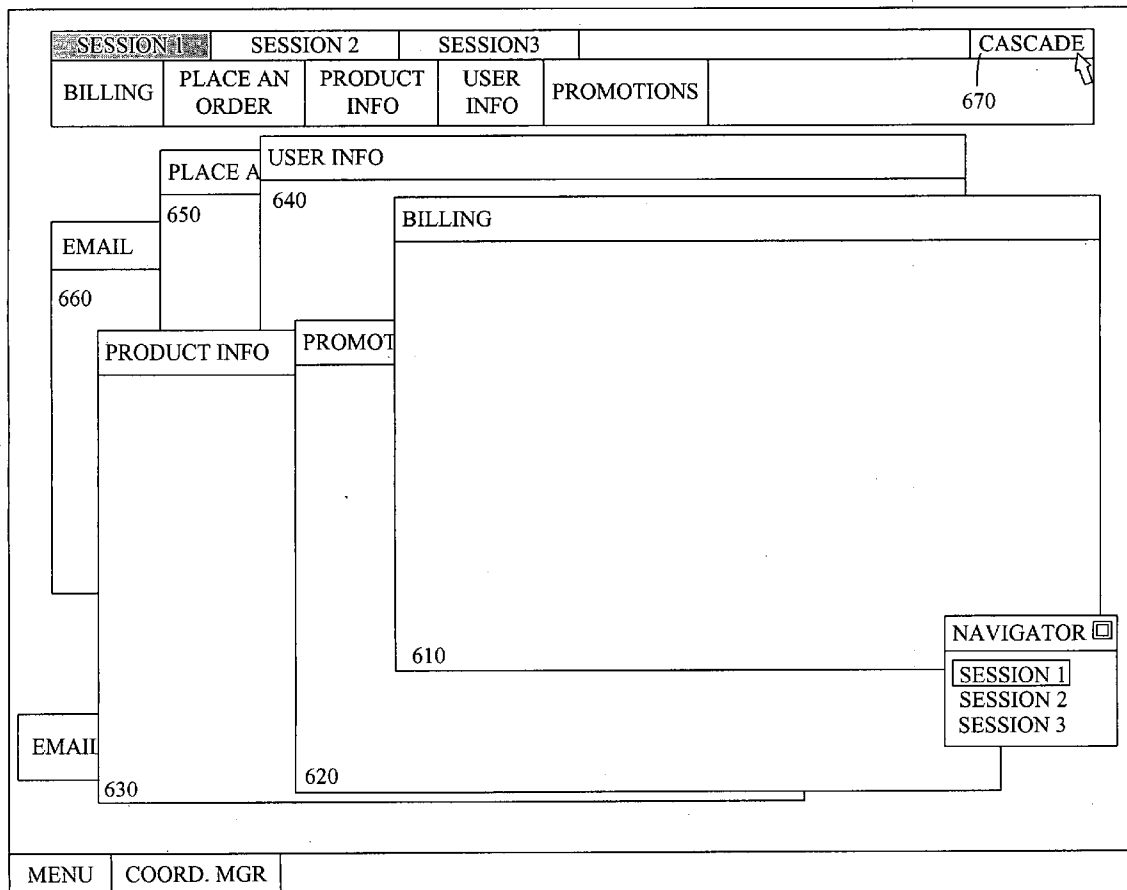 SESSION 1 SESSION 2 SESSION3 CASCADE
BILLING PLACE AN ORDER PRODUCT INFO USER INFO PROMOTIONS
670
USER INFO
PLACE A
640
650
BILLING
EMAIL
660
PROMOT
PRODUCT INFO
610
NAVIGATOR
SESSION 1
SESSION 2
SESSION 3
EMAIL
620
630
MENU COORD. MGR